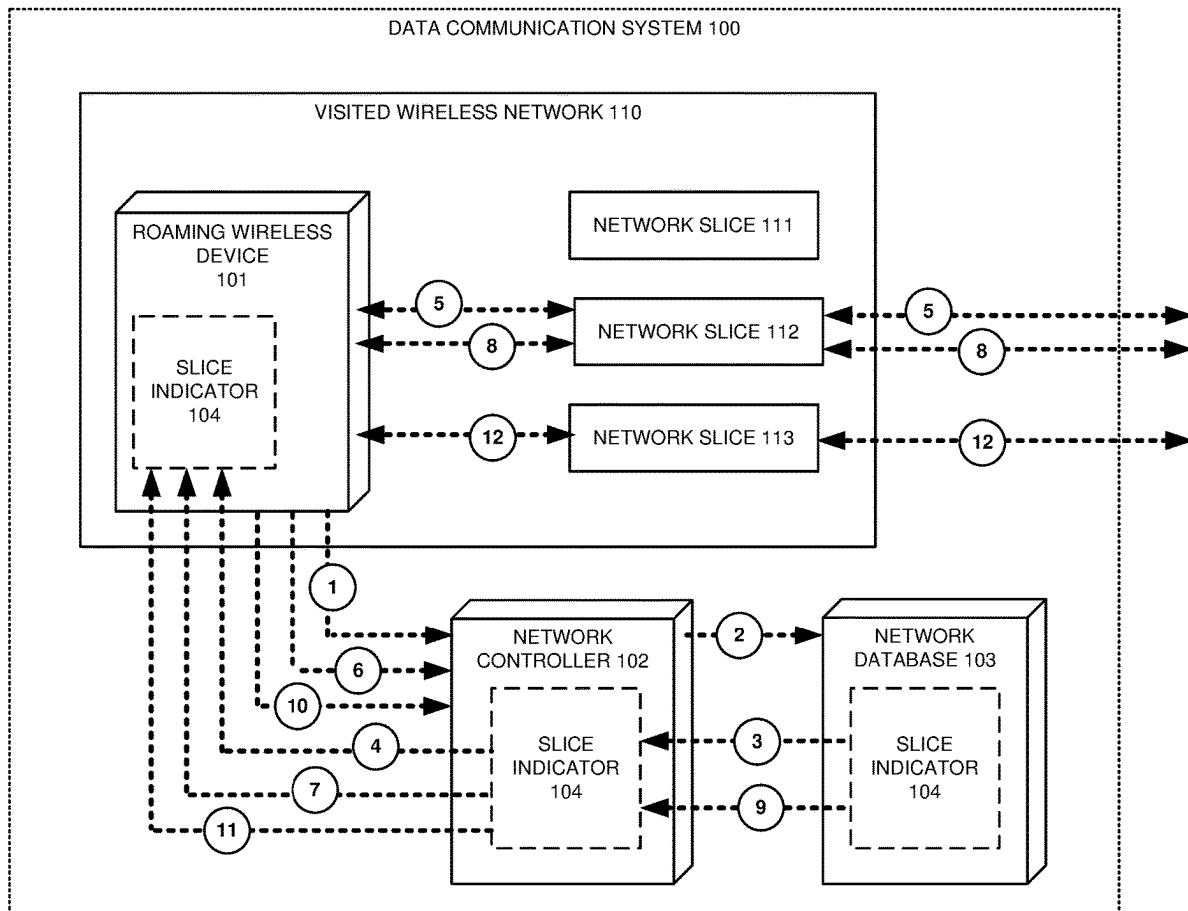 DATA COMMUNICATION SYSTEM 100
VISITED WIRELESS NETWORK 110
ROAMING WIRELESS
DEVICE
101
SLICE
INDICATOR
104
NETWORK SLICE 111
5
NETWORK SLICE 112
5
8
8
12
NETWORK SLICE 113
12
1
6
10
4
7
11
NETWORK
CONTROLLER 102
SLICE
INDICATOR
104
2
3
9
NETWORK
DATABASE 103
SLICE
INDICATOR
104